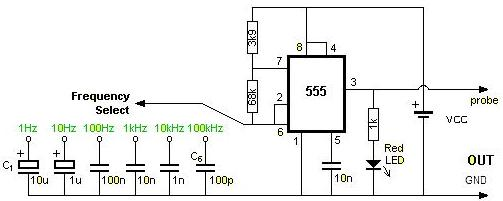 3k9
8
4
7
555
3
probe
68k
2
6
1
5
Frequency
Select
1k
+
VCC
Red
LED
10n
1Hz
10Hz
100Hz
1kHz
10kHz
100kHz
+
+
C1
C6
10u
1u
100n
10n
1n
100p
OUT
GND